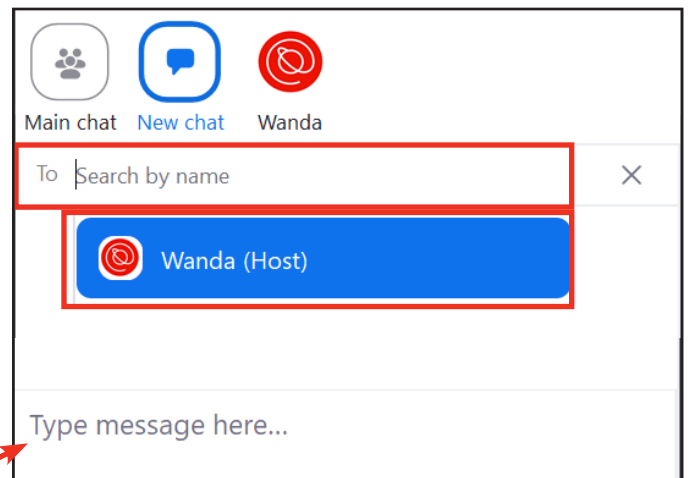 Main chat New chat Wanda
To Search by name
Wanda (Host)
Type message here...